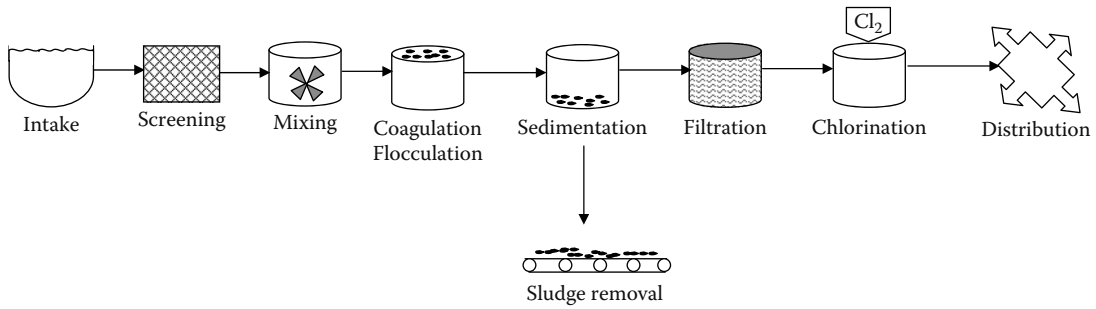 Cl₂
Intake
Screening
Mixing
Coagulation
Flocculation
Sedimentation
Filtration
Chlorination
Distribution
Sludge removal